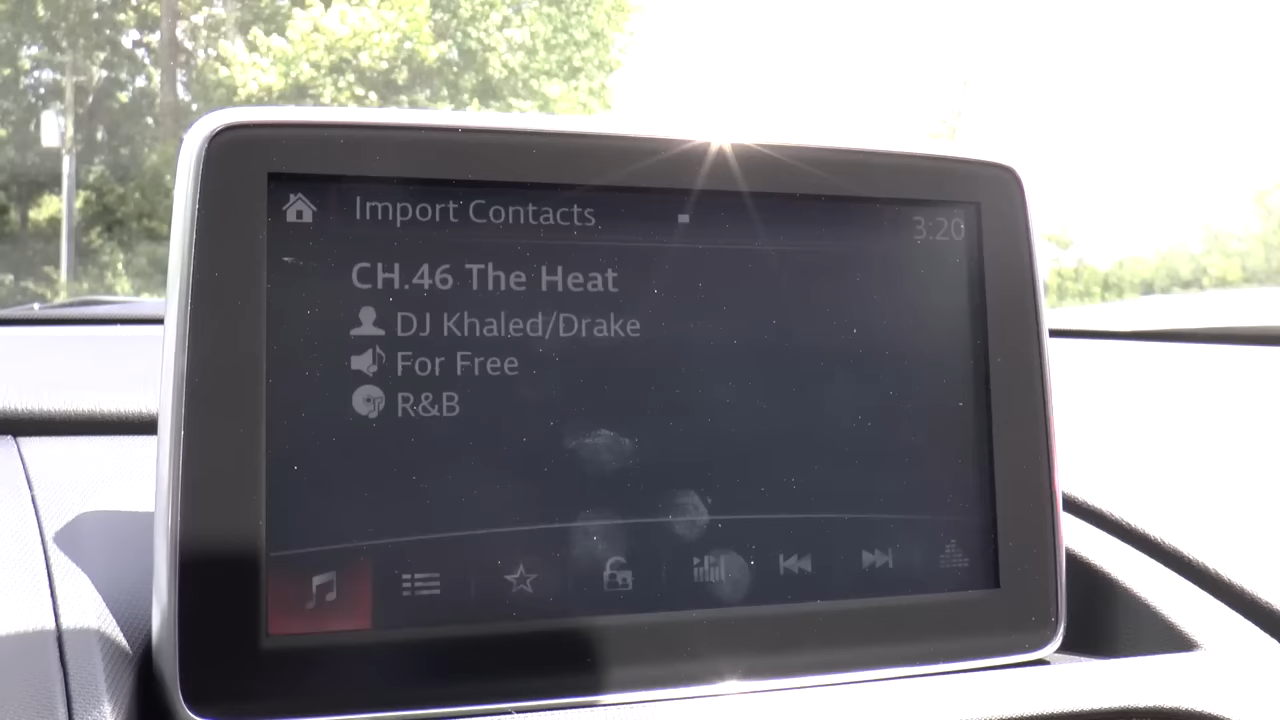 Import Contacts
3:20
CH.46 The Heat
DJ Khaled/Drake
For Free
R&B